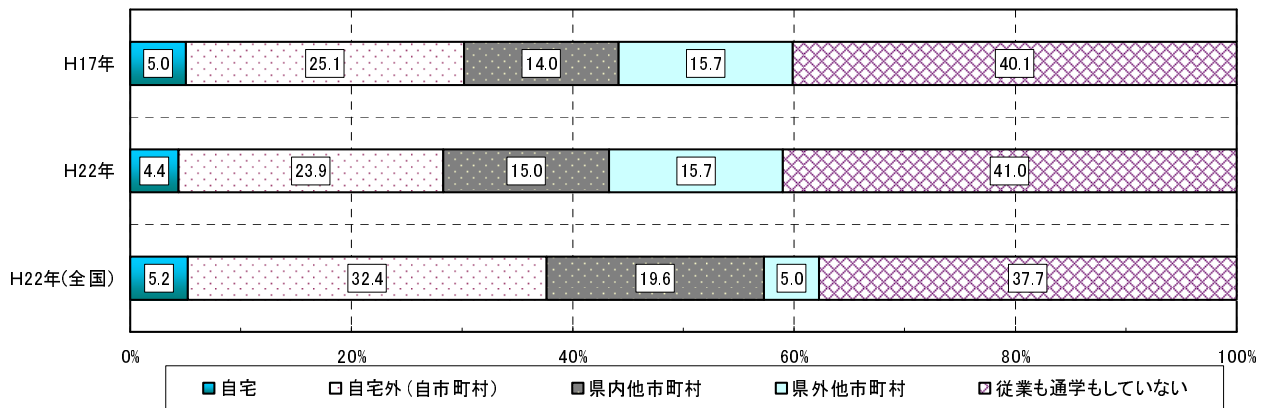 H17年 5.0 25.1 14.0 15.7 40.1
H22年 4.4 23.9 15.0 15.7 41.0
H22年(全国) 5.2 32.4 19.6 5.0 37.7
0% 20% 40% 60% 80% 100%
自宅 自宅外(自市町村) 県内他市町村 県外他市町村 従業も通学もしていない